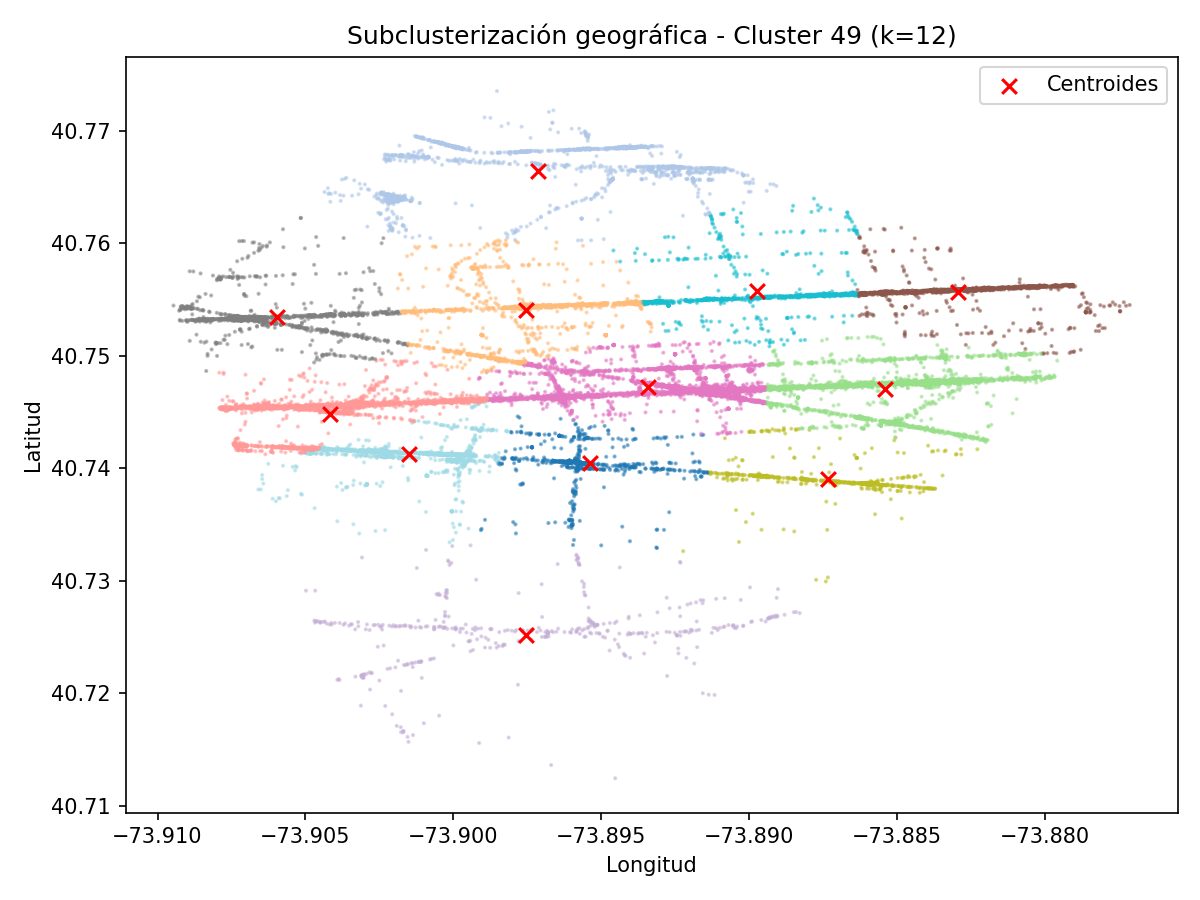 Subclusterización geográfica - Cluster 49 (k=12)
Centroides
40.77
40.76
40.75
40.74
40.73
40.72
40.71
Latitud
−73.910 −73.905 −73.900 −73.895 −73.890 −73.885 −73.880
Longitud